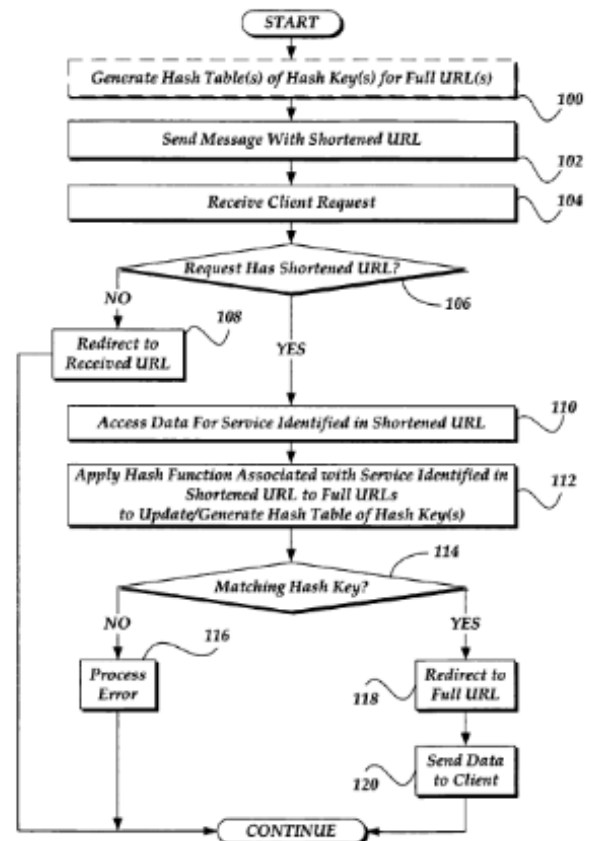 START
Generate Hash Table(s) of Hash Key(s) for Full URL(s)
100
Send Message With Shortened URL
102
Receive Client Request
104
Request Has Shortened URL?
106
NO
108
Redirect to
Received URL
YES
Access Data For Service Identified in Shortened URL
110
Apply Hash Function Associated with Service Identified in
Shortened URL to Full URLs
to Update/Generate Hash Table of Hash Key(s)
112
114
Matching Hash Key?
NO
YES
116
Process
Error
Redirect to
Full URL
118
Send Data
to Client
120
CONTINUE